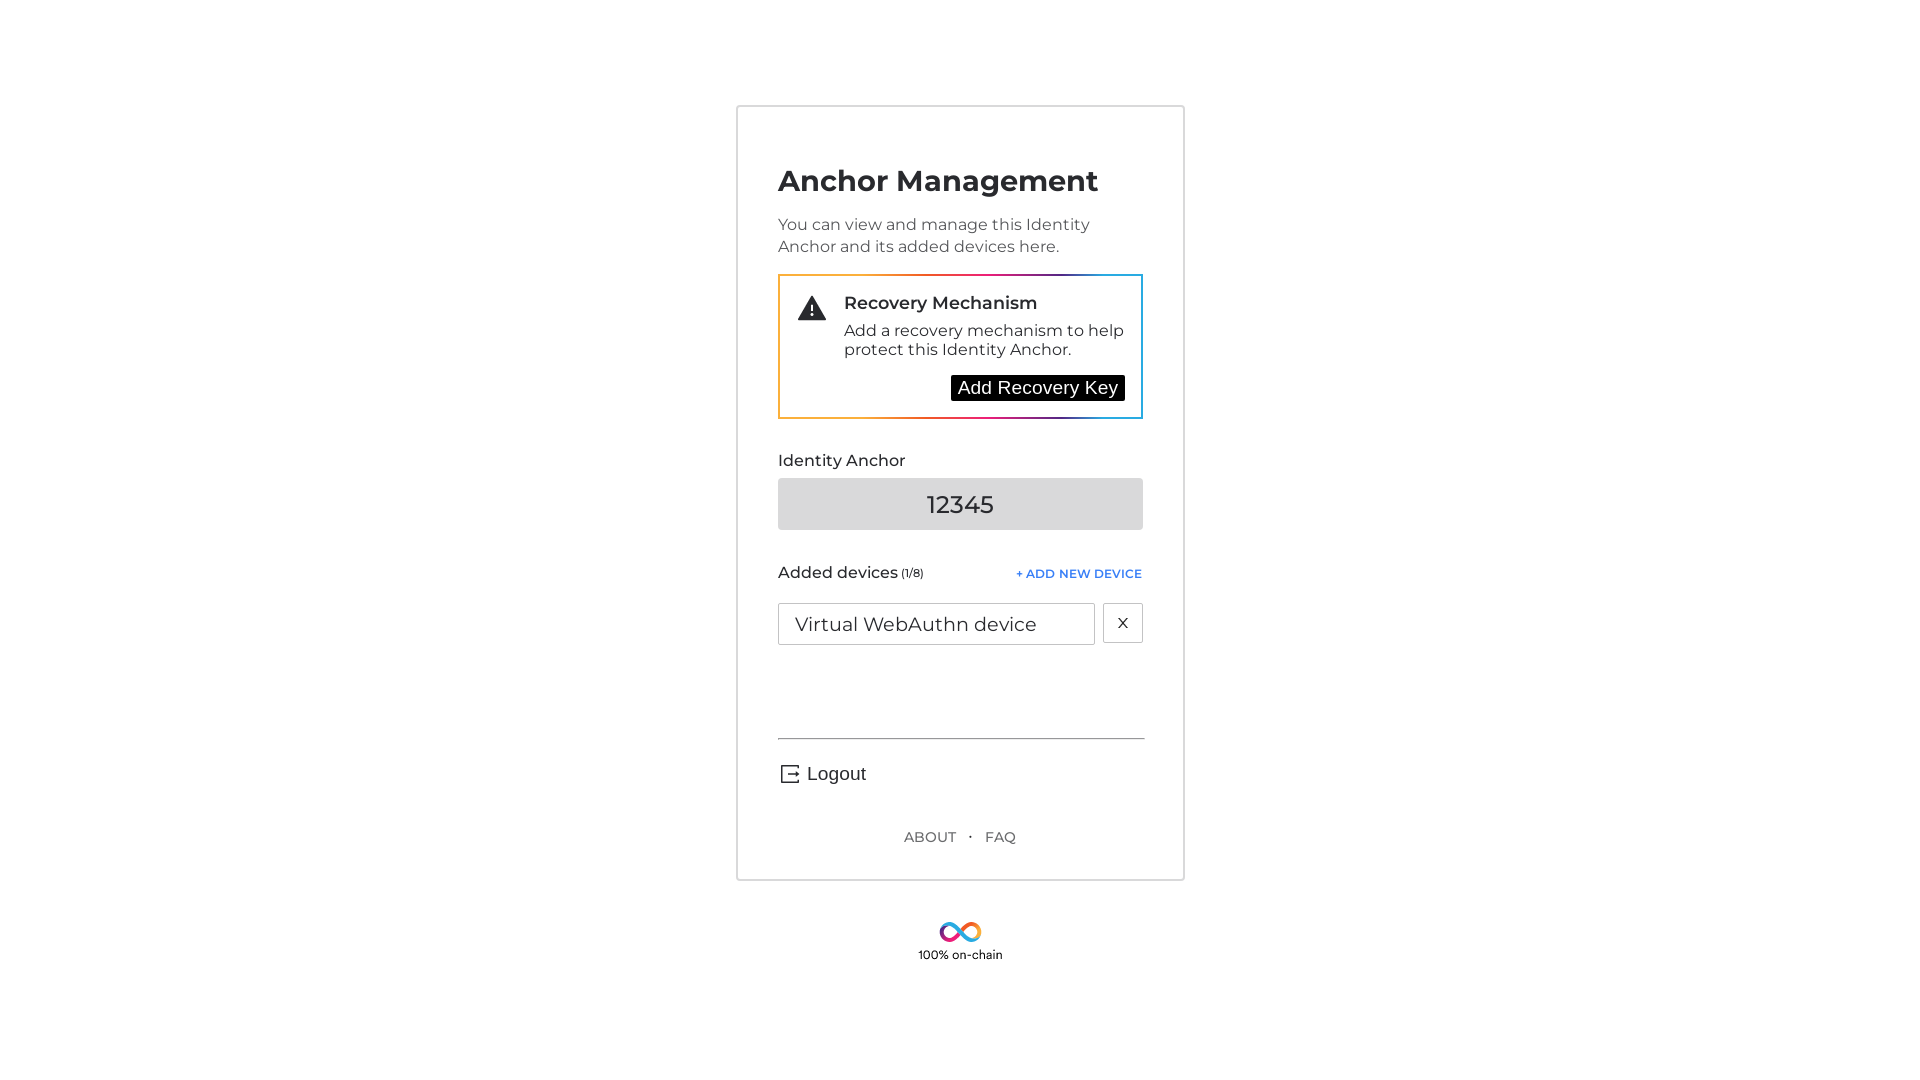 Anchor Management
You can view and manage this Identity
Anchor and its added devices here.
Recovery Mechanism
Add a recovery mechanism to help
protect this Identity Anchor.
Add Recovery Key
Identity Anchor
12345
Added devices (1/8)
+ ADD NEW DEVICE
Virtual WebAuthn device
X
Logout
ABOUT · FAQ
100% on-chain